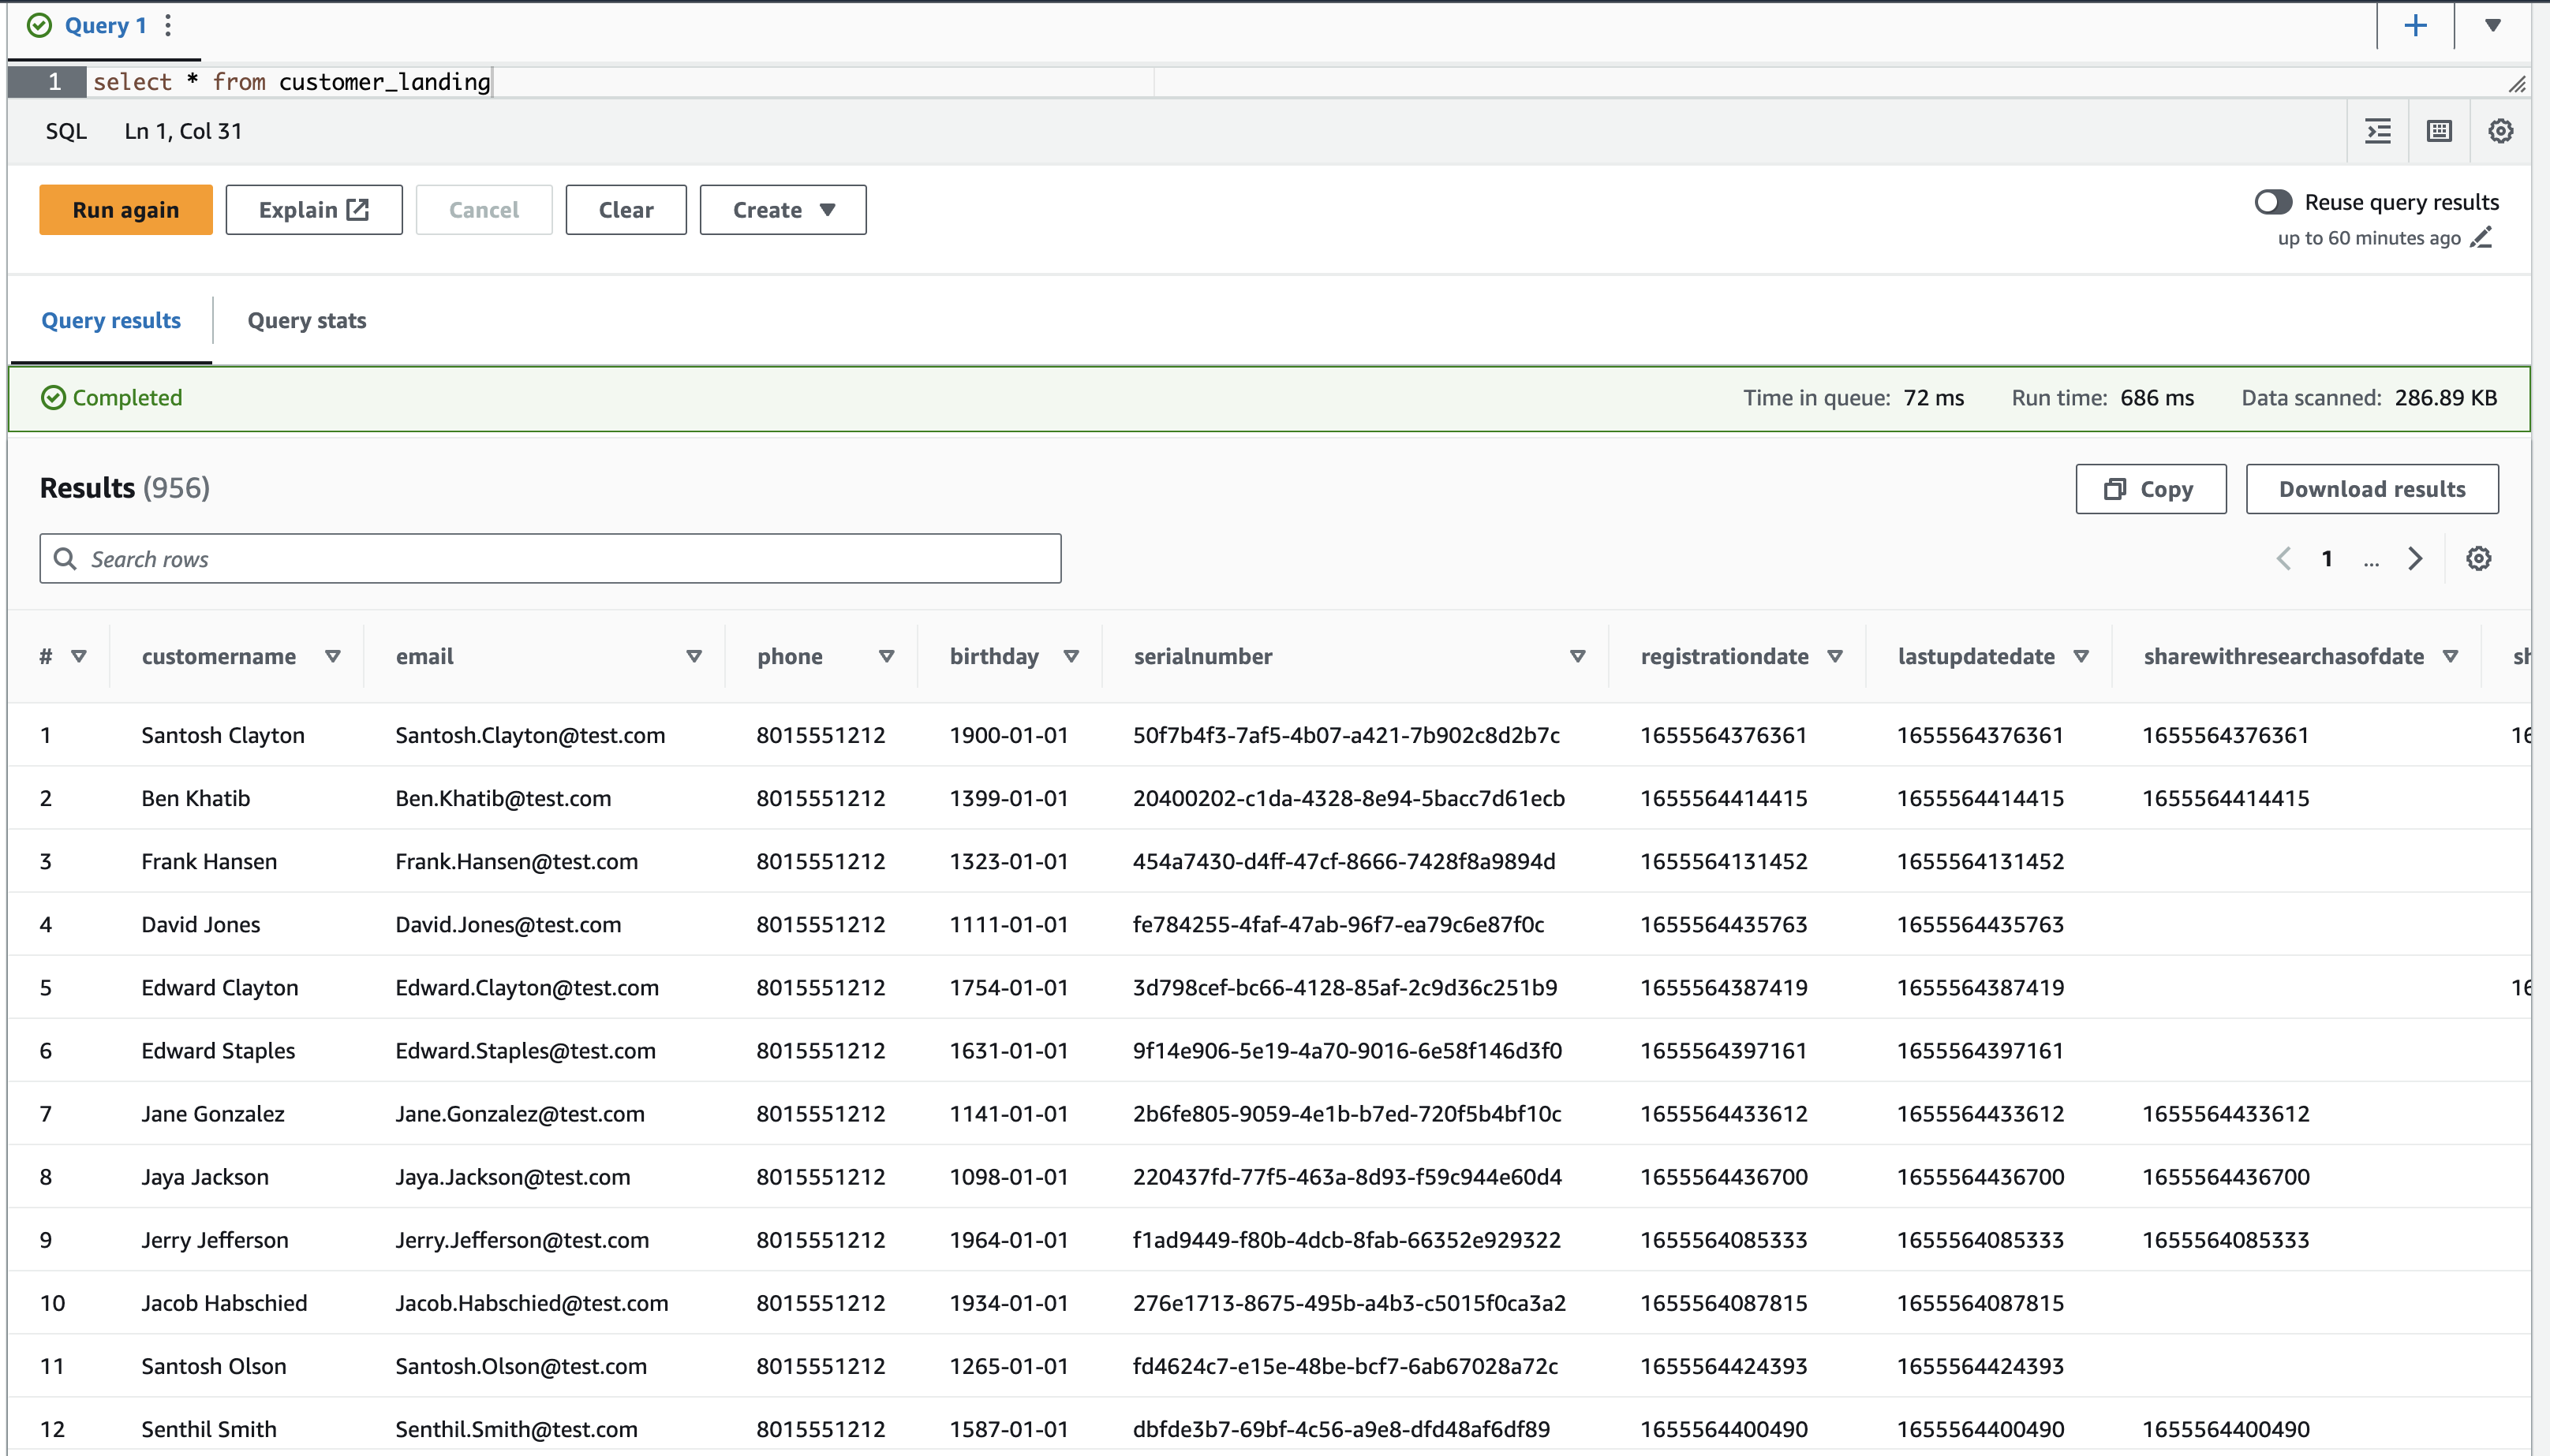 Query 1
1 select * from customer_landing
SQL Ln 1, Col 31
Run again Explain Cancel Clear Create Reuse query results
up to 60 minutes ago
Query results Query stats
Completed Time in queue: 72 ms Run time: 686 ms Data scanned: 286.89 KB
Results (956) Copy Download results
Search rows 1 ...
# customername email phone birthday serialnumber registrationdate lastupdatedate sharewithresearchasofdate sh
1 Santosh Clayton Santosh.Clayton@test.com 8015551212 1900-01-01 50f7b4f3-7af5-4b07-a421-7b902c8d2b7c 1655564376361 1655564376361 1655564376361 16
2 Ben Khatib Ben.Khatib@test.com 8015551212 1399-01-01 20400202-c1da-4328-8e94-5bacc7d61ecb 1655564414415 1655564414415 1655564414415
3 Frank Hansen Frank.Hansen@test.com 8015551212 1323-01-01 454a7430-d4ff-47cf-8666-7428f8a9894d 1655564131452 1655564131452
4 David Jones David.Jones@test.com 8015551212 1111-01-01 fe784255-4faf-47ab-96f7-ea79c6e87f0c 1655564435763 1655564435763
5 Edward Clayton Edward.Clayton@test.com 8015551212 1754-01-01 3d798cef-bc66-4128-85af-2c9d36c251b9 1655564387419 1655564387419 16
6 Edward Staples Edward.Staples@test.com 8015551212 1631-01-01 9f14e906-5e19-4a70-9016-6e58f146d3f0 1655564397161 1655564397161
7 Jane Gonzalez Jane.Gonzalez@test.com 8015551212 1141-01-01 2b6fe805-9059-4e1b-b7ed-720f5b4bf10c 1655564433612 1655564433612 1655564433612
8 Jaya Jackson Jaya.Jackson@test.com 8015551212 1098-01-01 220437fd-77f5-463a-8d93-f59c944e60d4 1655564436700 1655564436700 1655564436700
9 Jerry Jefferson Jerry.Jefferson@test.com 8015551212 1964-01-01 f1ad9449-f80b-4dcb-8fab-66352e929322 1655564085333 1655564085333 1655564085333
10 Jacob Habschied Jacob.Habschied@test.com 8015551212 1934-01-01 276e1713-8675-495b-a4b3-c5015f0ca3a2 1655564087815 1655564087815
11 Santosh Olson Santosh.Olson@test.com 8015551212 1265-01-01 fd4624c7-e15e-48be-bcf7-6ab67028a72c 1655564424393 1655564424393
12 Senthil Smith Senthil.Smith@test.com 8015551212 1587-01-01 dbfde3b7-69bf-4c56-a9e8-dfd48af6df89 1655564400490 1655564400490 1655564400490